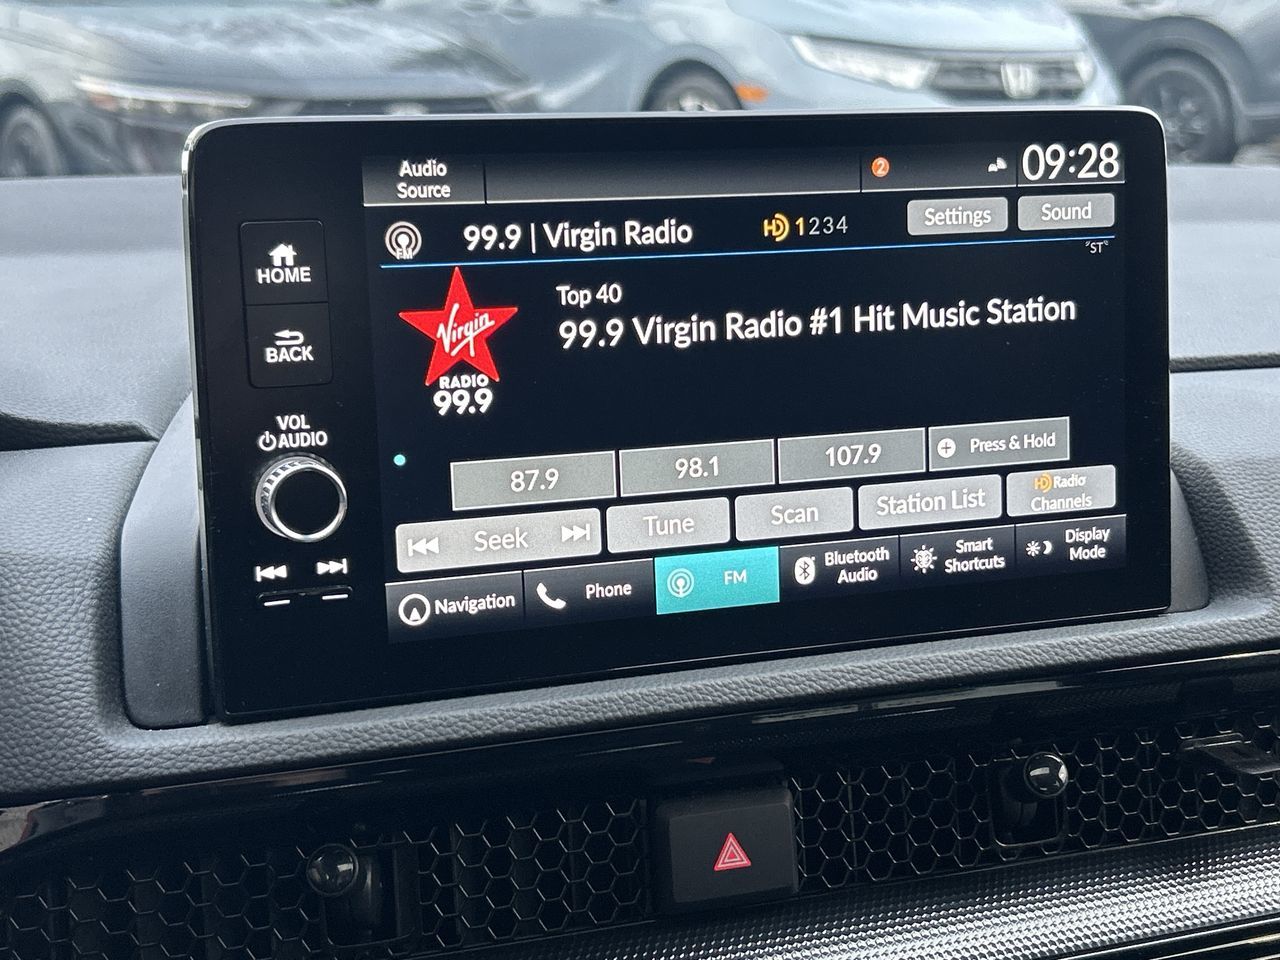 Audio
Source
2
09:28
HOME
BACK
VOL
AUDIO
FM
99.9 | Virgin Radio
HD 1234
Settings
Sound
"ST"
Virgin
RADIO
99.9
Top 40
99.9 Virgin Radio #1 Hit Music Station
87.9
98.1
107.9
Press & Hold
Seek
Tune
Scan
Station List
HD Radio
Channels
Navigation
Phone
FM
Bluetooth
Audio
Smart
Shortcuts
Display
Mode